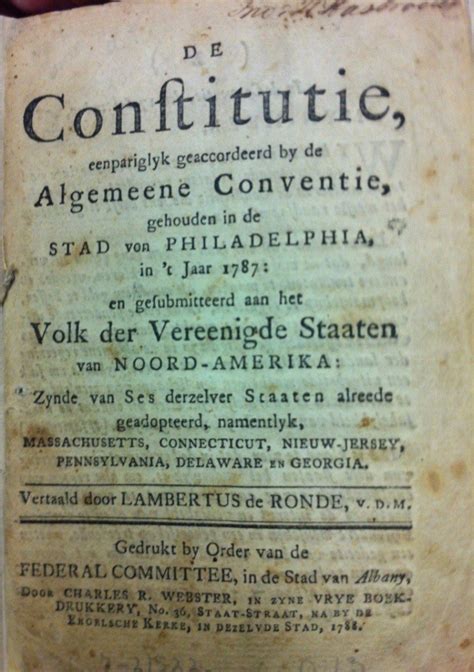 DE
Conſtitutie,
eenpariglyk geaccordeerd by de
Algemeene Conventie,
gehouden in de
STAD von PHILADELPHIA,
in 't Jaar 1787:
en geſubmitteerd aan het
Volk der Vereenigde Staaten
van NOORD-AMERIKA:
Zynde van Ses derzelver Staaten alreede
geadopteerd, namentlyk,
MASSACHUSETTS, CONNECTICUT, NIEUW-JERSEY,
PENNSYLVANIA, DELAWARE EN GEORGIA.
Vertaald door LAMBERTUS de RONDE, V. D. M.
Gedrukt by Order van de
FEDERAL COMMITTEE, in de Stad van Albany,
DOOR CHARLES R. WEBSTER, IN ZYNE VRYE BOEK-
DRUKKERY, No. 36, STAAT-STRAAT, NA BY DE
ENGELSCHE KERKE, IN DEZELVDE STAD, 1788.